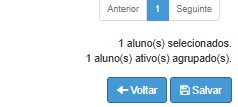 Anterior 1 Seguinte
1 aluno(s) selecionados.
1 aluno(s) ativo(s) agrupado(s).
Voltar Salvar